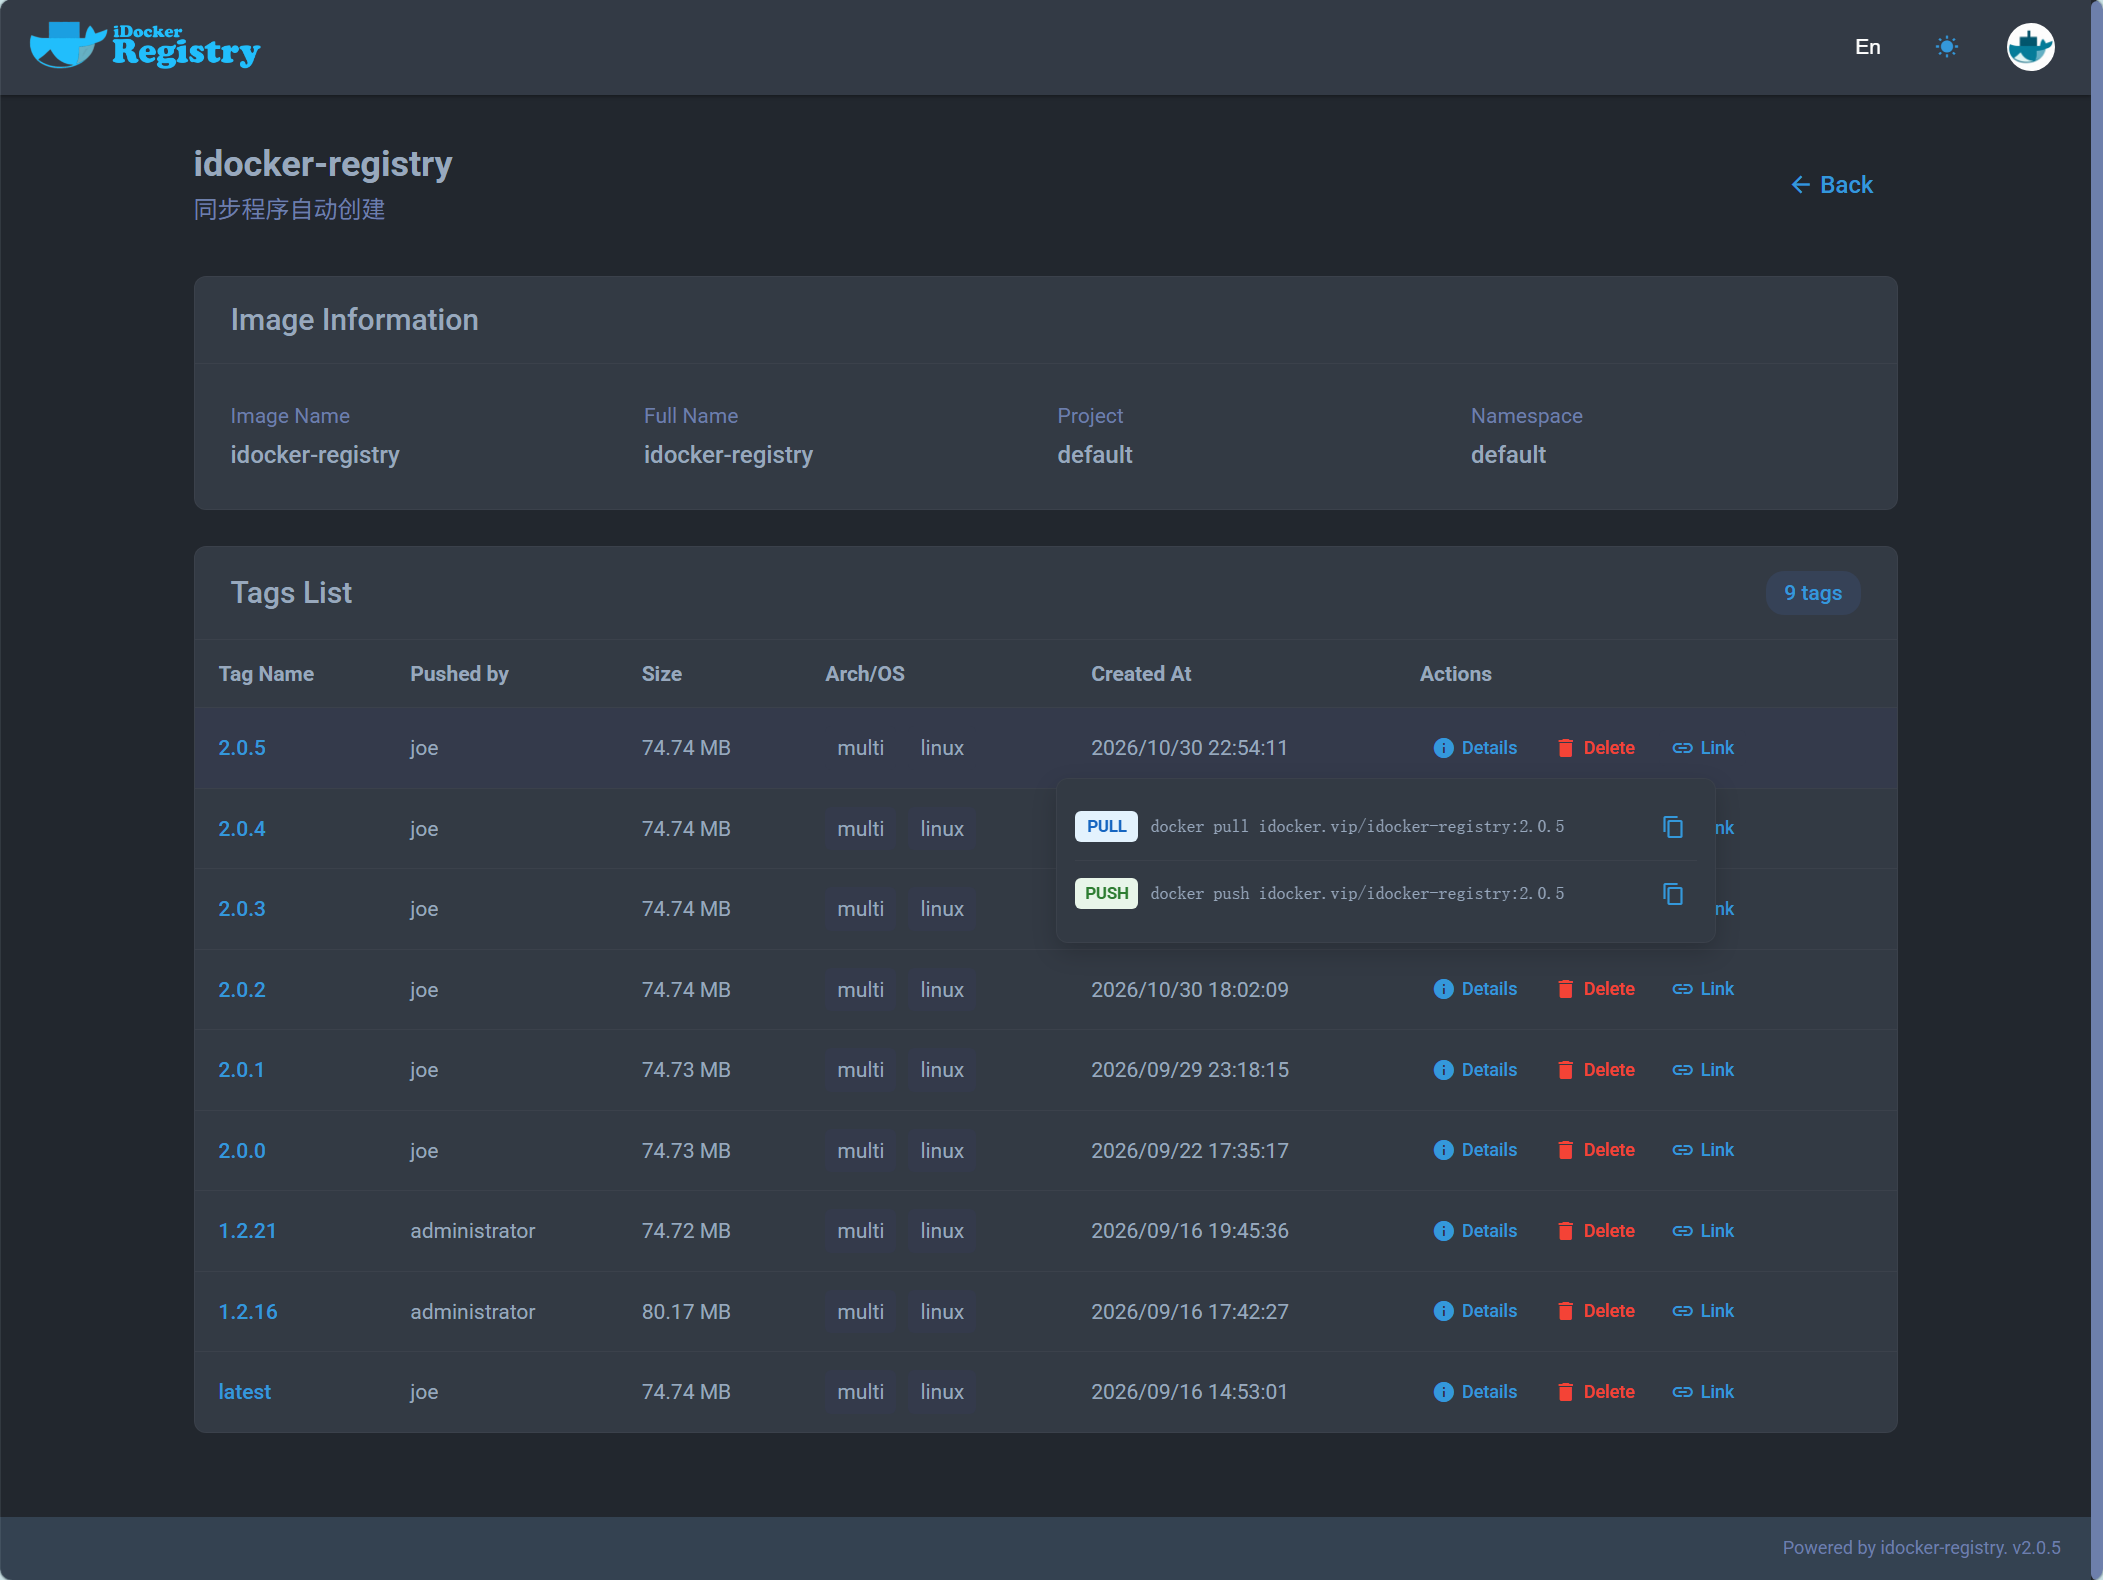 iDocker
Registry
En
idocker-registry
同步程序自动创建
Back
Image Information
Image Name Full Name Project Namespace
idocker-registry idocker-registry default default
Tags List 9 tags
Tag Name Pushed by Size Arch/OS Created At Actions
2.0.5 joe 74.74 MB multi linux 2026/10/30 22:54:11 Details Delete Link
2.0.4 joe 74.74 MB multi linux nk
PULL docker pull idocker.vip/idocker-registry:2.0.5
2.0.3 joe 74.74 MB multi linux nk
PUSH docker push idocker.vip/idocker-registry:2.0.5
2.0.2 joe 74.74 MB multi linux 2026/10/30 18:02:09 Details Delete Link
2.0.1 joe 74.73 MB multi linux 2026/09/29 23:18:15 Details Delete Link
2.0.0 joe 74.73 MB multi linux 2026/09/22 17:35:17 Details Delete Link
1.2.21 administrator 74.72 MB multi linux 2026/09/16 19:45:36 Details Delete Link
1.2.16 administrator 80.17 MB multi linux 2026/09/16 17:42:27 Details Delete Link
latest joe 74.74 MB multi linux 2026/09/16 14:53:01 Details Delete Link
Powered by idocker-registry. v2.0.5